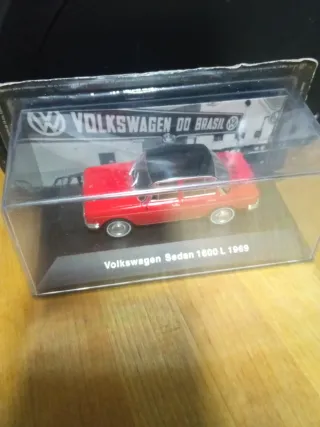 VOLKSWAGEN DO BRASIL
Volkswagen Sedan 1600 L 1969